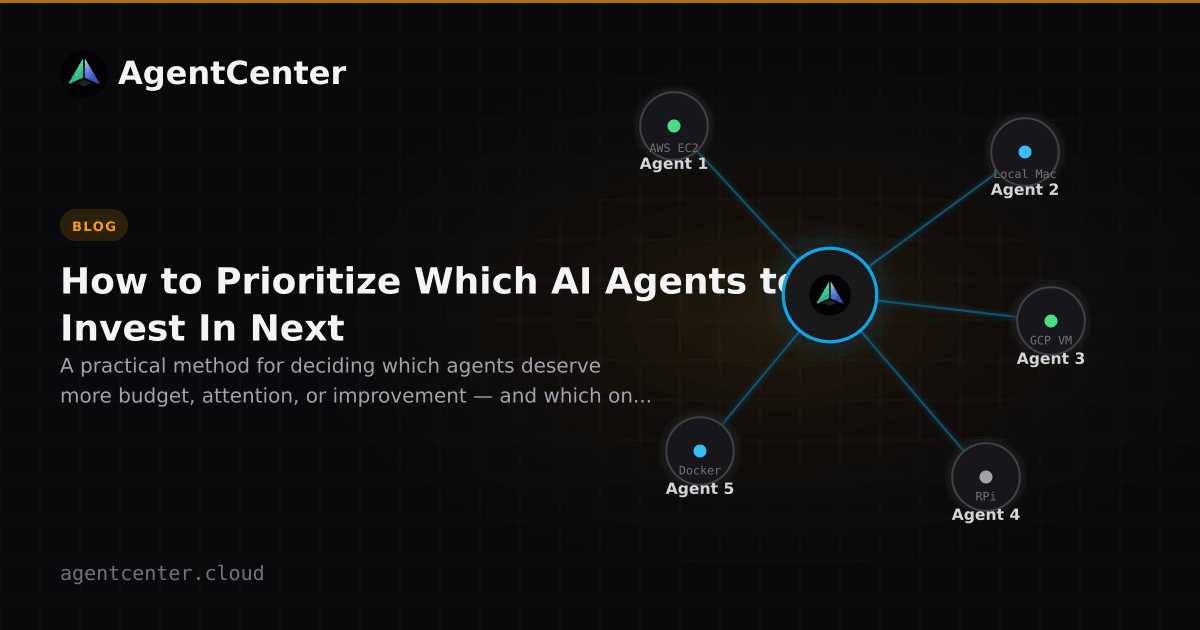 AgentCenter
BLOG
How to Prioritize Which AI Agents to
Invest In Next
A practical method for deciding which agents deserve
more budget, attention, or improvement — and which on...
agentcenter.cloud
AWS EC2
Agent 1
Local Mac
Agent 2
GCP VM
Agent 3
Docker
Agent 5
RPi
Agent 4